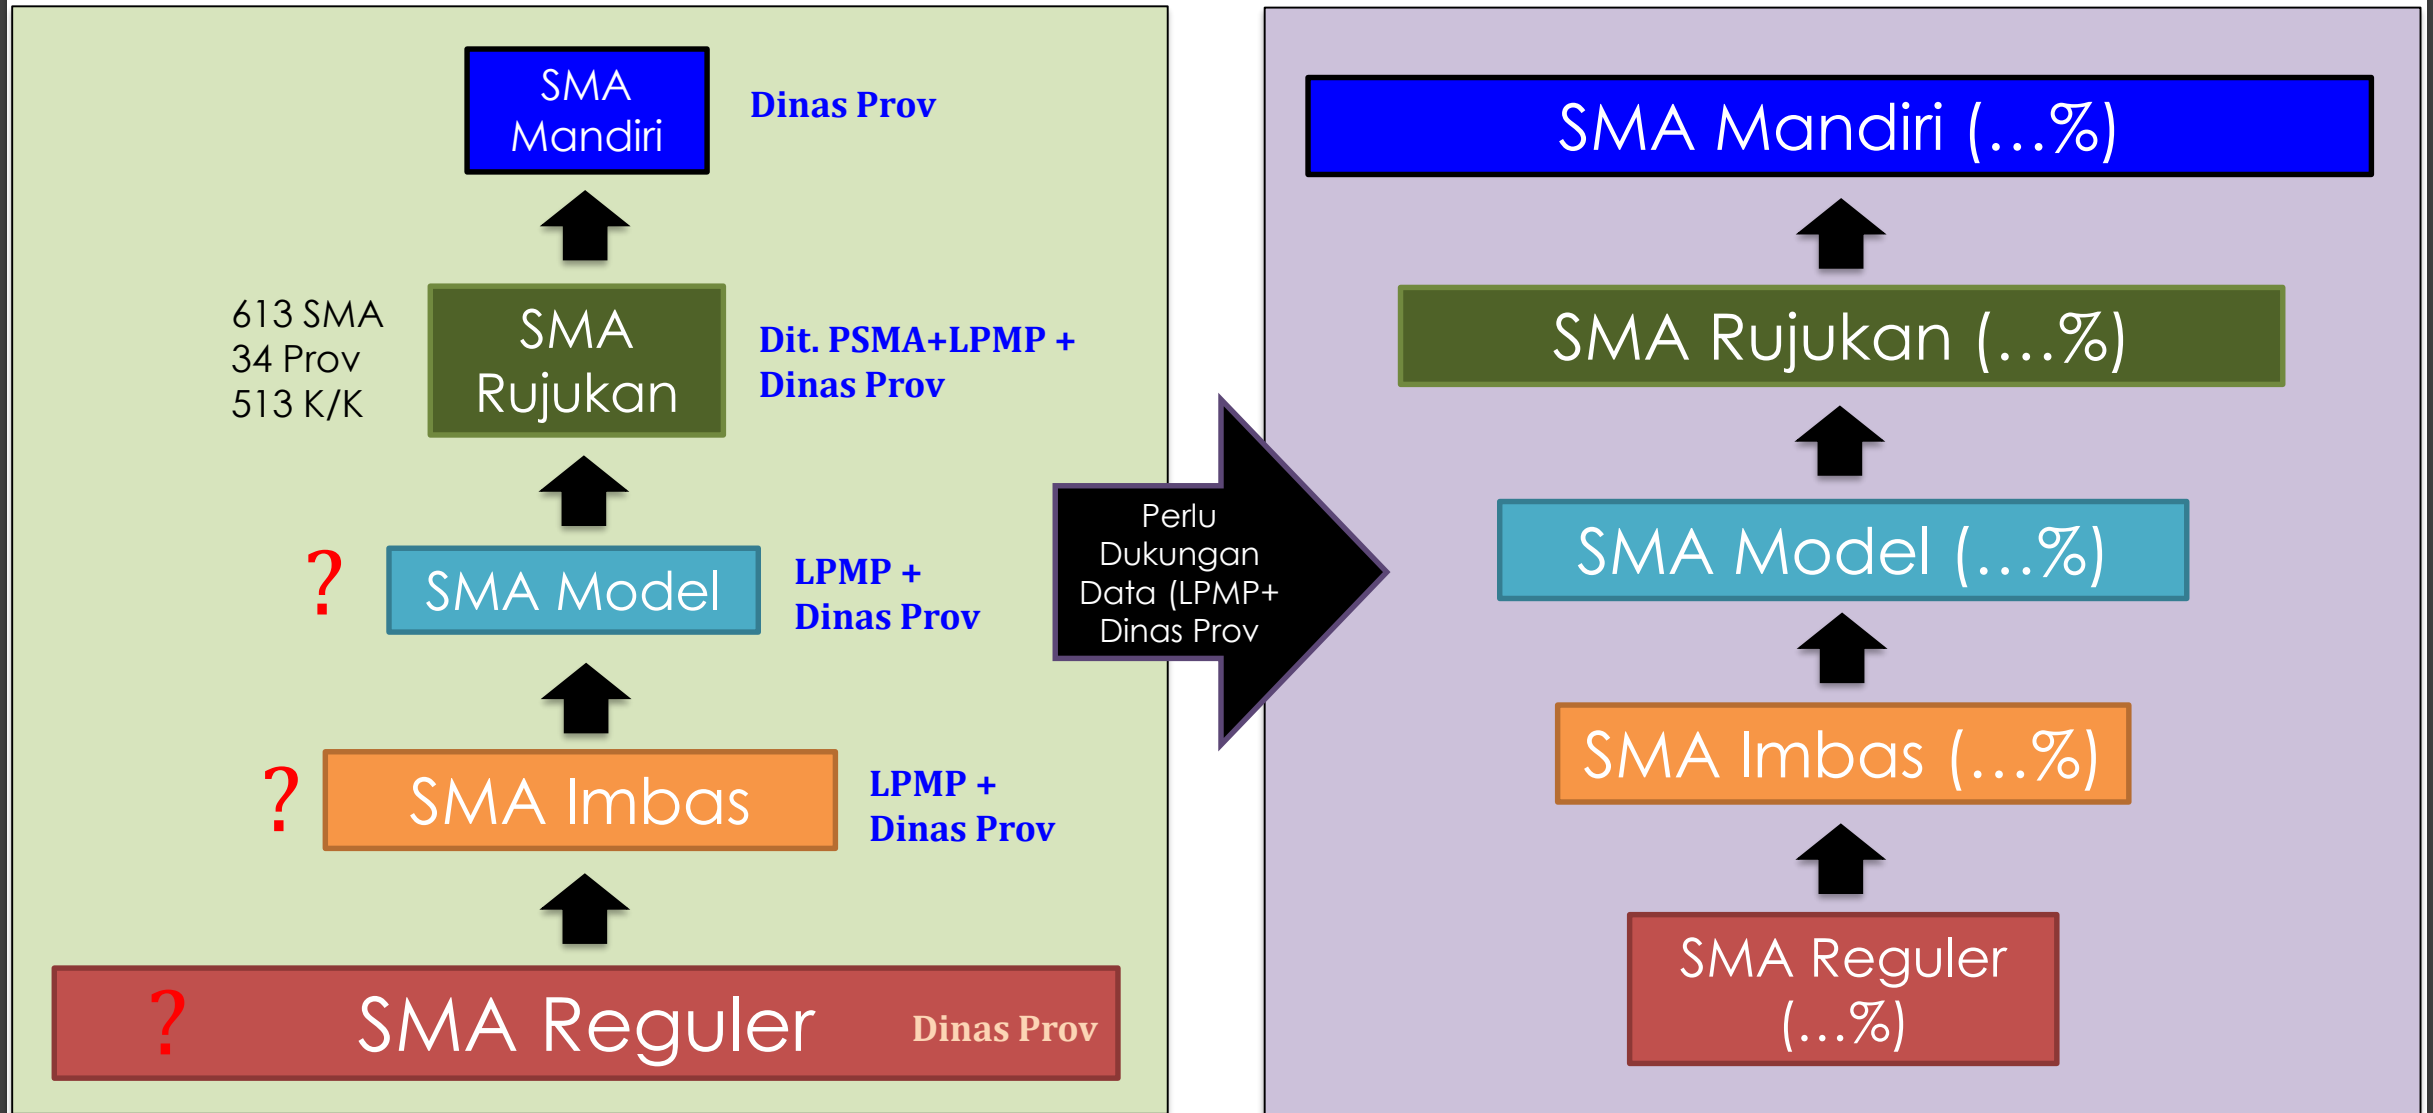 SMA
Mandiri
Dinas Prov
613 SMA
34 Prov
513 K/K
SMA
Rujukan
Dit. PSMA+LPMP +
Dinas Prov
?
SMA Model
LPMP +
Dinas Prov
?
SMA Imbas
LPMP +
Dinas Prov
?
SMA Reguler
Dinas Prov
Perlu
Dukungan
Data (LPMP+
Dinas Prov
SMA Mandiri (...%)
SMA Rujukan (...%)
SMA Model (...%)
SMA Imbas (...%)
SMA Reguler
(...%)